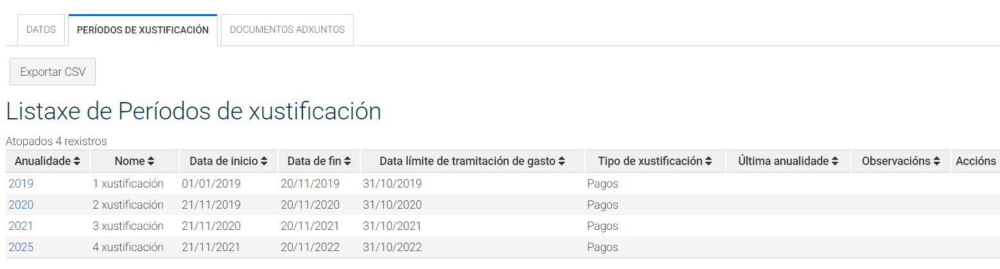 DATOS PERÍODOS DE XUSTIFICACIÓN DOCUMENTOS ADXUNTOS
Exportar CSV
Listaxe de Períodos de xustificación
Atopados 4 rexistros
Anualidade Nome Data de inicio Data de fin Data límite de tramitación de gasto Tipo de xustificación Última anualidade Observacións Accións
2019 1 xustificación 01/01/2019 20/11/2019 31/10/2019 Pagos
2020 2 xustificación 21/11/2019 20/11/2020 31/10/2020 Pagos
2021 3 xustificación 21/11/2020 20/11/2021 31/10/2021 Pagos
2025 4 xustificación 21/11/2021 20/11/2022 31/10/2022 Pagos